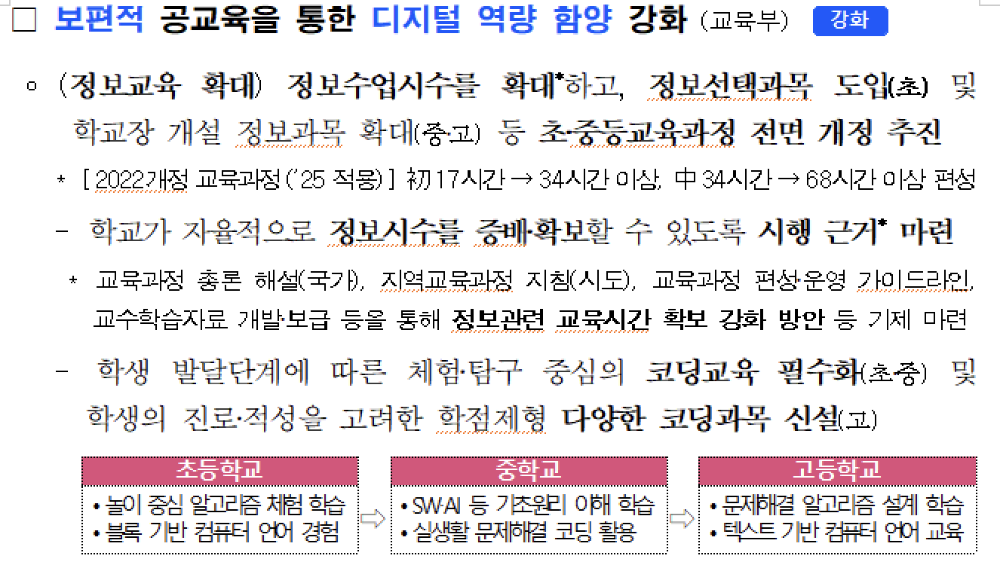 □ 보편적 공교육을 통한 디지털 역량 함양 강화 (교육부) 강화
◦ (정보교육 확대) 정보수업시수를 확대*하고, 정보선택과목 도입(초) 및
학교장 개설 정보과목 확대(중·고) 등 초·중등교육과정 전면 개정 추진
* [ 2022개정 교육과정 (’25 적용) ] 初 17시간 → 34시간 이상, 中 34시간 → 68시간 이상 편성
– 학교가 자율적으로 정보시수를 증배·확보할 수 있도록 시행 근거* 마련
* 교육과정 총론 해설(국가), 지역교육과정 지침(시도), 교육과정 편성·운영 가이드라인,
교수학습자료 개발·보급 등을 통해 정보관련 교육시간 확보 강화 방안 등 기제 마련
– 학생 발달단계에 따른 체험·탐구 중심의 코딩교육 필수화(초·중) 및
학생의 진로·적성을 고려한 학점제형 다양한 코딩과목 신설(고)
초등학교
• 놀이 중심 알고리즘 체험 학습
• 블록 기반 컴퓨터 언어 경험
⇨
중학교
• SW·AI 등 기초원리 이해 학습
• 실생활 문제해결 코딩 활용
⇨
고등학교
• 문제해결 알고리즘 설계 학습
• 텍스트 기반 컴퓨터 언어 교육